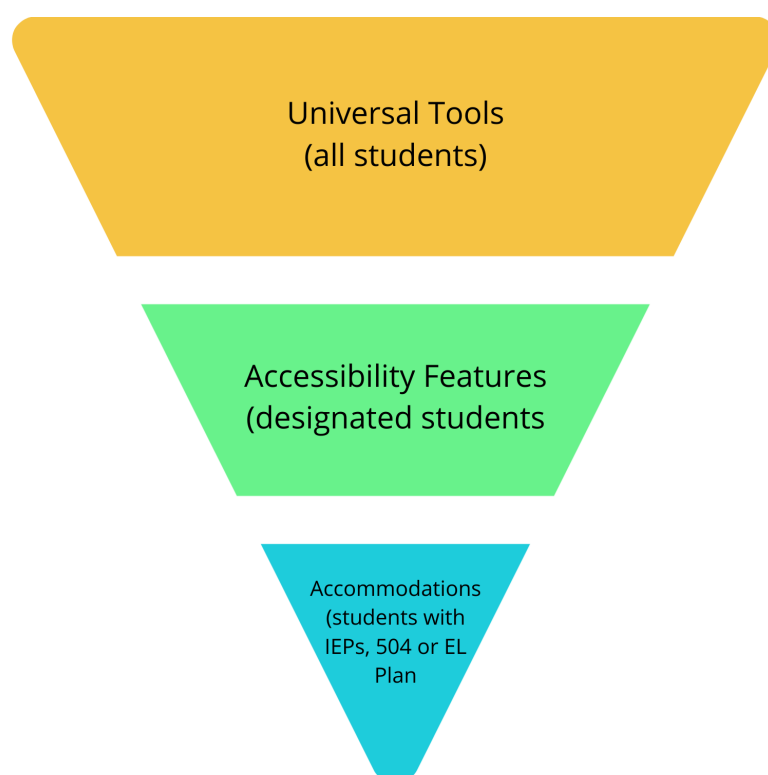 Universal Tools
(all students)
Accessibility Features
(designated students
Accommodations
(students with
IEPs, 504 or EL
Plan